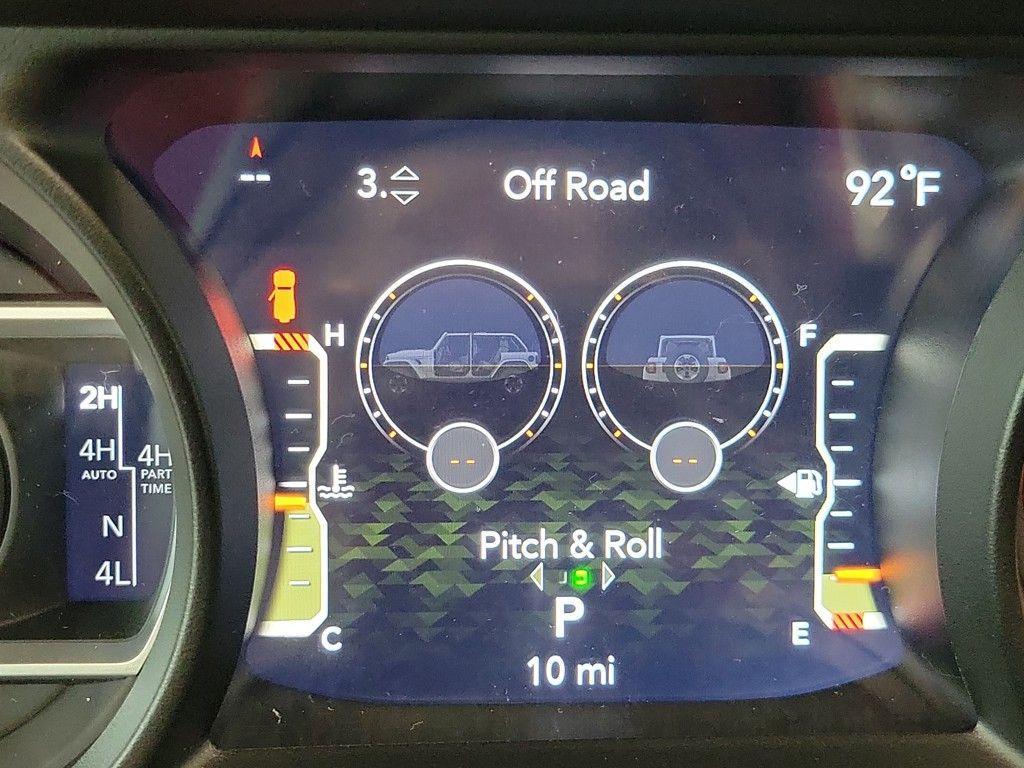 --
3. Off Road 92°F
H F
2H
4H AUTO 4H PART TIME
N
4L
-- --
Pitch & Roll
P
C E
10 mi